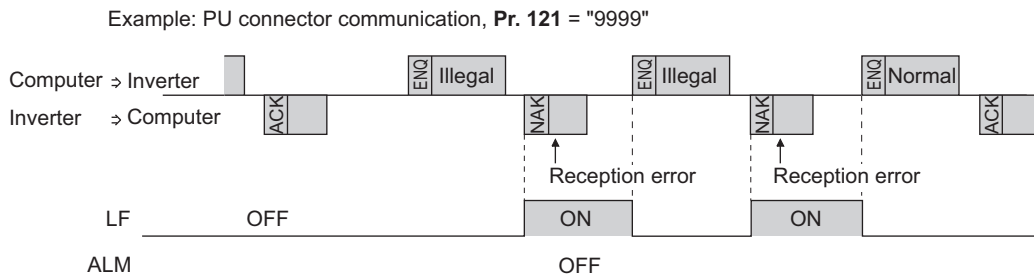 Example: PU connector communication, Pr. 121 = "9999"
ENQ Illegal ENQ Illegal ENQ Normal
Computer ⇒ Inverter
Inverter ⇒ Computer
ACK NAK NAK ACK
Reception error Reception error
LF OFF ON ON
ALM OFF